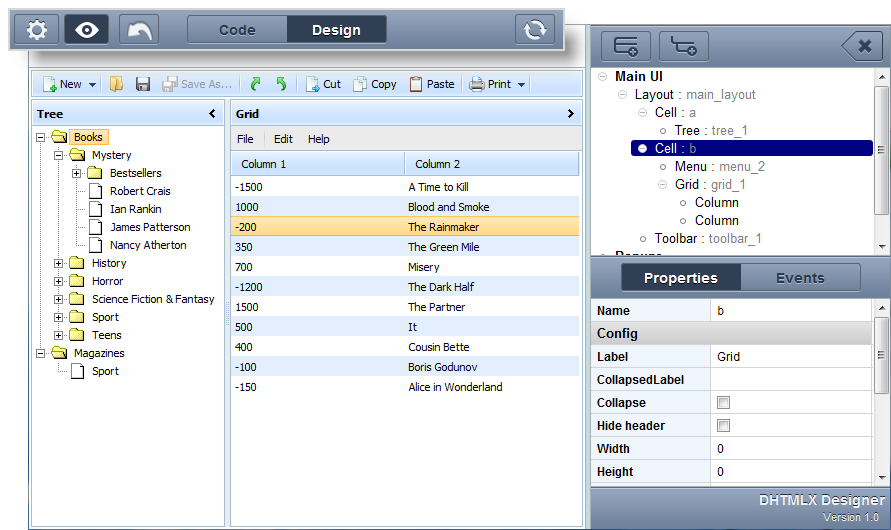 Code Design
New Save As... Cut Copy Paste Print
Tree
Books
Mystery
Bestsellers
Robert Crais
Ian Rankin
James Patterson
Nancy Atherton
History
Horror
Science Fiction & Fantasy
Sport
Teens
Magazines
Sport
Grid
File Edit Help
Column 1 Column 2
-1500 A Time to Kill
1000 Blood and Smoke
-200 The Rainmaker
350 The Green Mile
700 Misery
-1200 The Dark Half
1500 The Partner
500 It
400 Cousin Bette
-100 Boris Godunov
-150 Alice in Wonderland
Main UI
Layout : main_layout
Cell : a
Tree : tree_1
Cell : b
Menu : menu_2
Grid : grid_1
Column
Column
Toolbar : toolbar_1
Properties Events
Name b
Config
Label Grid
CollapsedLabel
Collapse
Hide header
Width 0
Height 0
DHTMLX Designer
Version 1.0